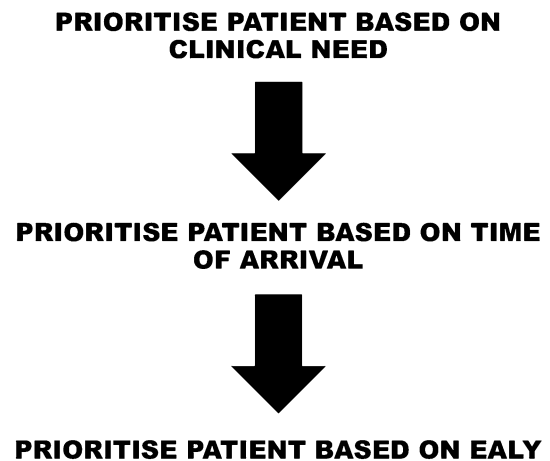 PRIORITISE PATIENT BASED ON
CLINICAL NEED
PRIORITISE PATIENT BASED ON TIME
OF ARRIVAL
PRIORITISE PATIENT BASED ON EALY